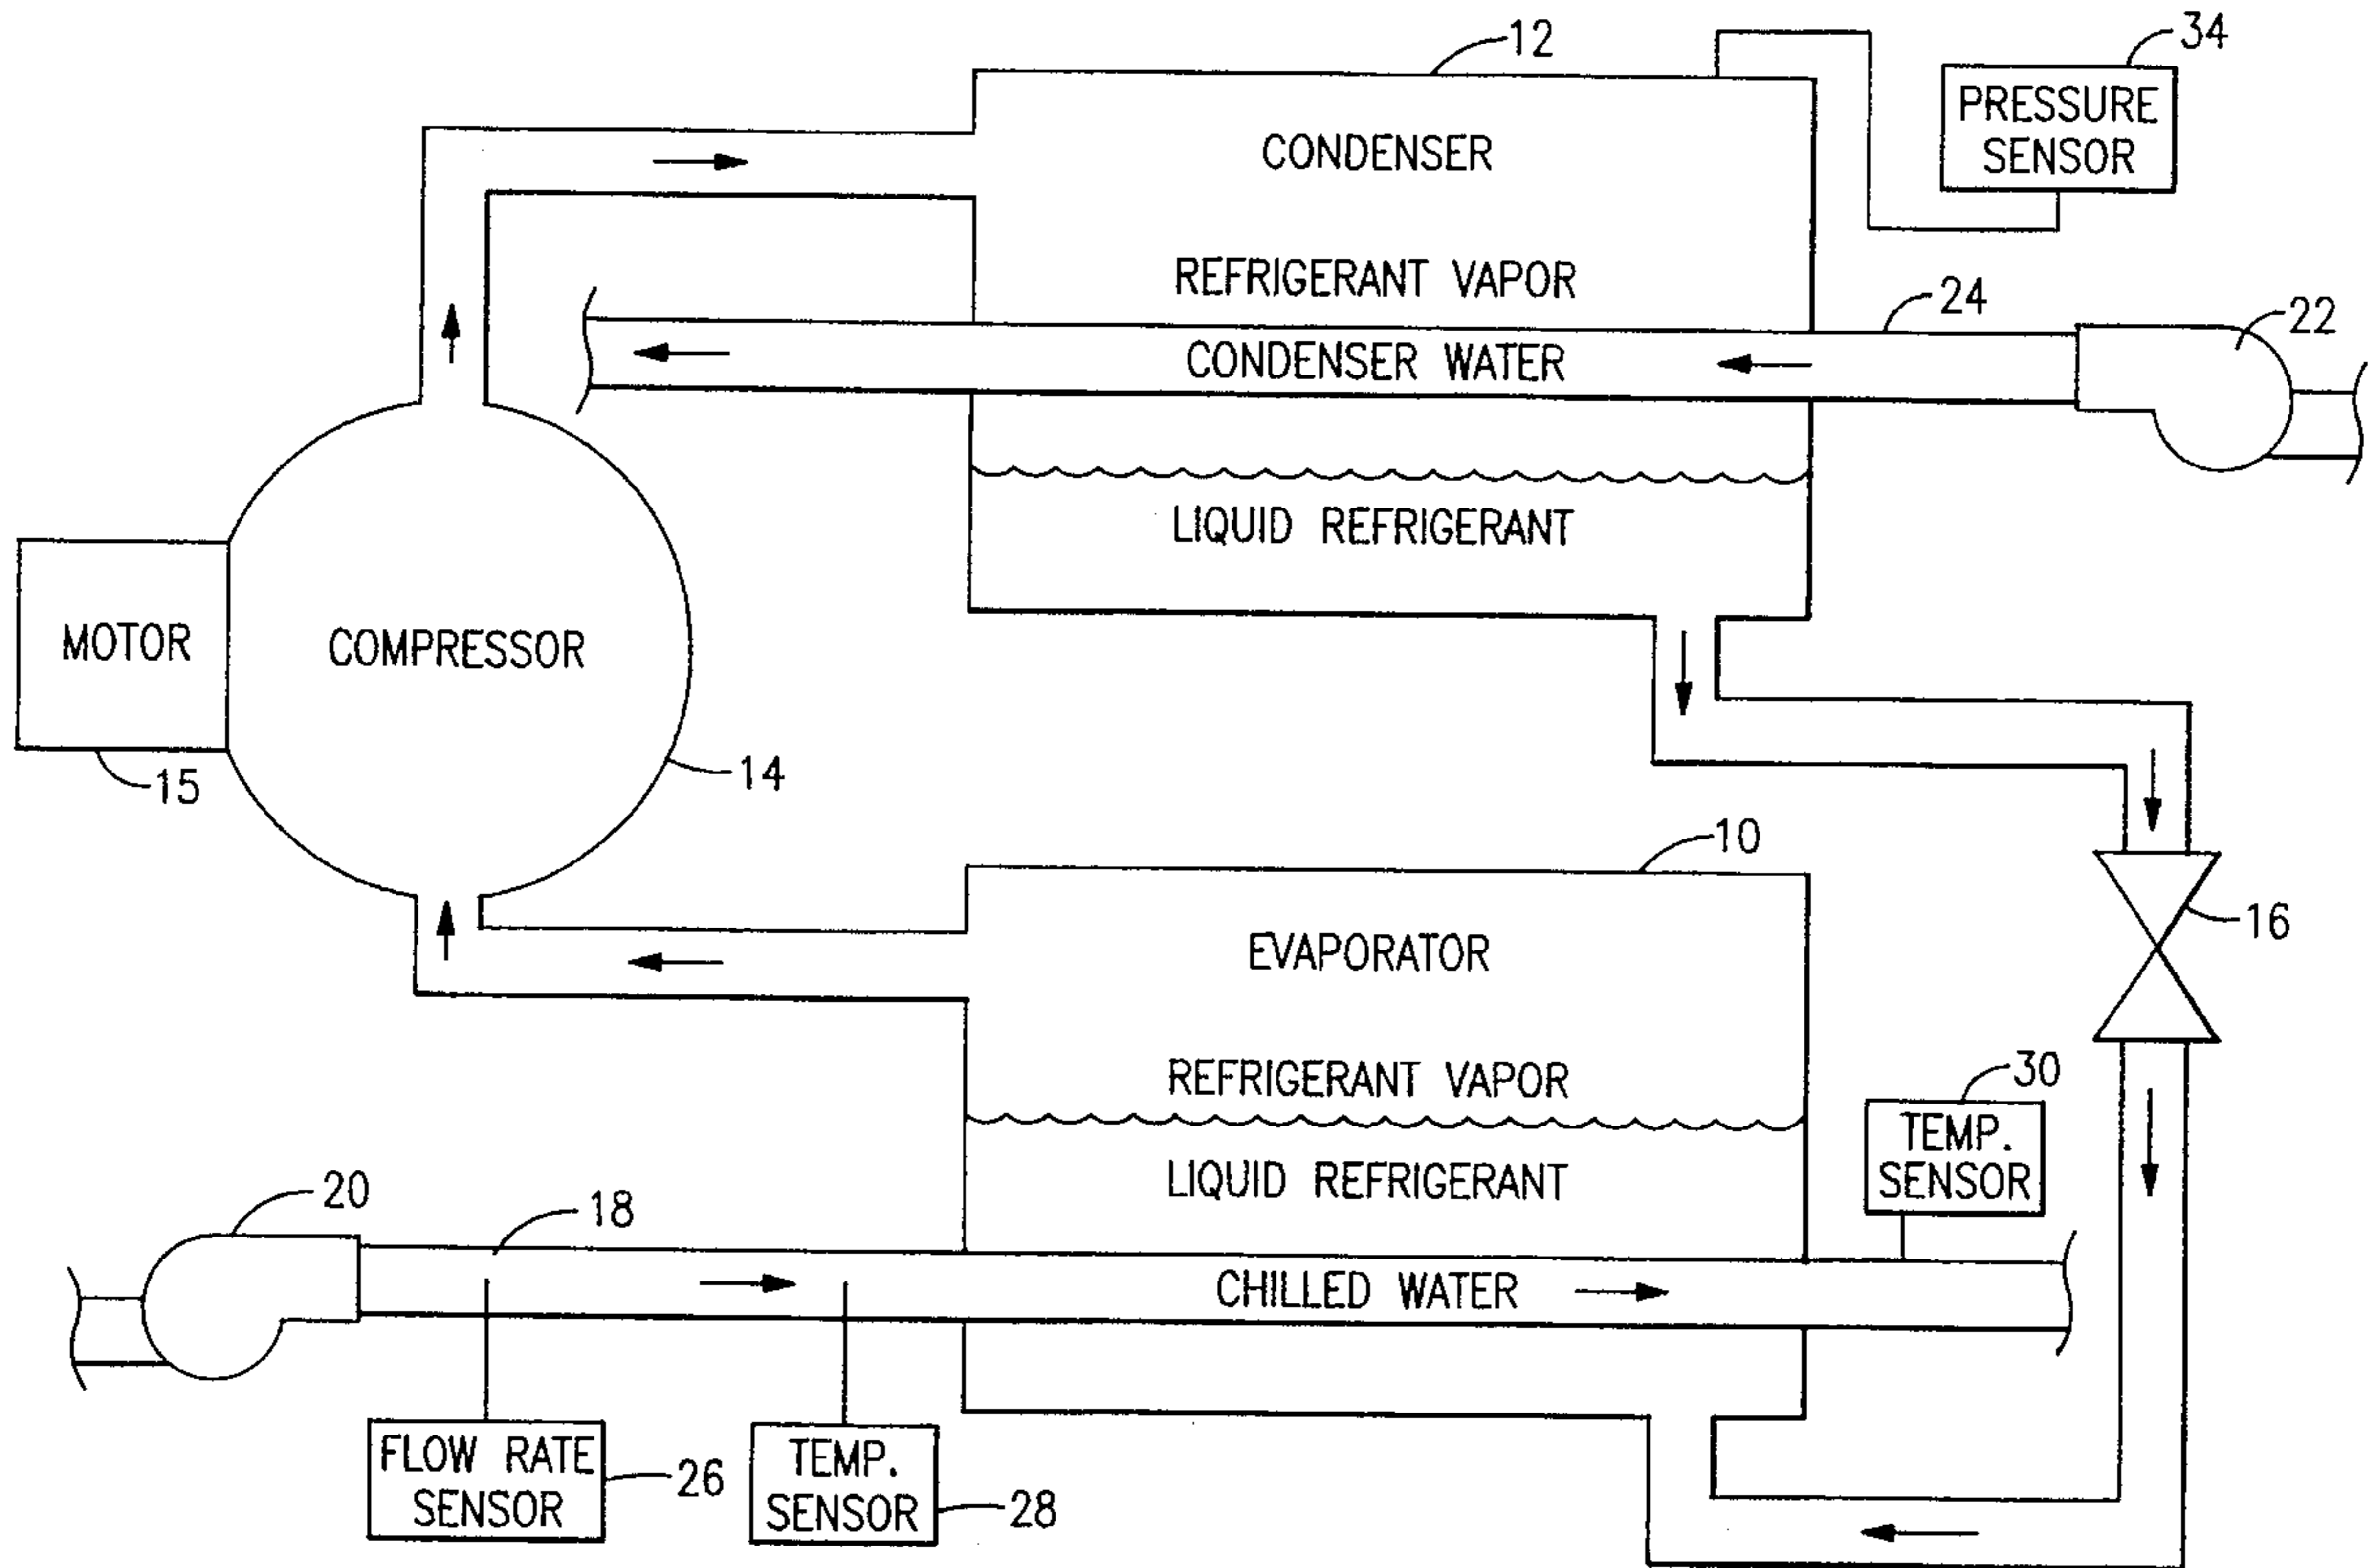 12
34
PRESSURE
SENSOR
CONDENSER
REFRIGERANT VAPOR
24
22
CONDENSER WATER
LIQUID REFRIGERANT
MOTOR
COMPRESSOR
15
14
10
16
EVAPORATOR
REFRIGERANT VAPOR
30
TEMP.
SENSOR
LIQUID REFRIGERANT
20
18
CHILLED WATER
FLOW RATE
SENSOR
26
TEMP.
SENSOR
28